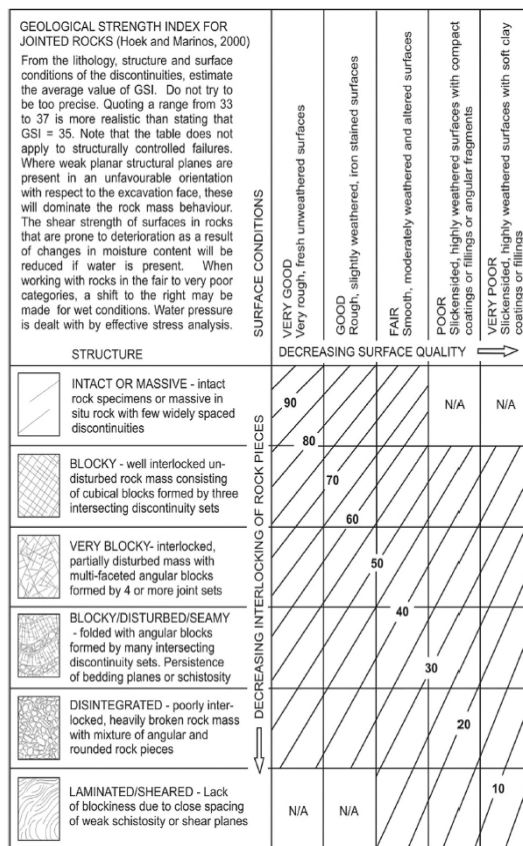 GEOLOGICAL STRENGTH INDEX FOR
JOINTED ROCKS (Hoek and Marinos, 2000)
From the lithology, structure and surface
conditions of the discontinuities, estimate
the average value of GSI. Do not try to
be too precise. Quoting a range from 33
to 37 is more realistic than stating that
GSI = 35. Note that the table does not
apply to structurally controlled failures.
Where weak planar structural planes are
present in an unfavourable orientation
with respect to the excavation face, these
will dominate the rock mass behaviour.
The shear strength of surfaces in rocks
that are prone to deterioration as a result
of changes in moisture content will be
reduced if water is present. When
working with rocks in the fair to very poor
categories, a shift to the right may be
made for wet conditions. Water pressure
is dealt with by effective stress analysis.
STRUCTURE
SURFACE CONDITIONS
VERY GOOD
Very rough, fresh unweathered surfaces
GOOD
Rough, slightly weathered, iron stained surfaces
FAIR
Smooth, moderately weathered and altered surfaces
POOR
Slickensided, highly weathered surfaces with compact
coatings or fillings or angular fragments
VERY POOR
Slickensided, highly weathered surfaces with soft clay
coatings or fillings
DECREASING SURFACE QUALITY
DECREASING INTERLOCKING OF ROCK PIECES
INTACT OR MASSIVE - intact
rock specimens or massive in
situ rock with few widely spaced
discontinuities
90
80
N/A
N/A
BLOCKY - well interlocked un-
disturbed rock mass consisting
of cubical blocks formed by three
intersecting discontinuity sets
70
60
VERY BLOCKY- interlocked,
partially disturbed mass with
multi-faceted angular blocks
formed by 4 or more joint sets
50
BLOCKY/DISTURBED/SEAMY
- folded with angular blocks
formed by many intersecting
discontinuity sets. Persistence
of bedding planes or schistosity
40
30
DISINTEGRATED - poorly inter-
locked, heavily broken rock mass
with mixture of angular and
rounded rock pieces
20
LAMINATED/SHEARED - Lack
of blockiness due to close spacing
of weak schistosity or shear planes
N/A
N/A
10